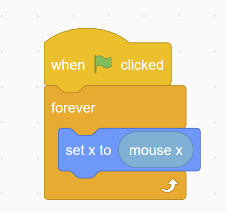 when clicked
forever
set x to mouse x